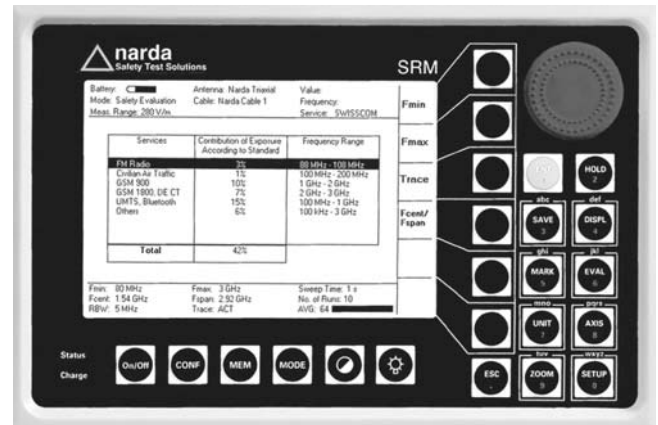 narda
Safety Test Solutions
SRM
Battery:
Antenna: Narda Triaxial
Value:
Mode: Safety Evaluation
Cable: Narda Cable 1
Frequency:
Meas. Range: 280 V/m
Service: SWISSCOM
Fmin
Fmax
Trace
Fcent/
Fspan
Services
Contribution of Exposure
According to Standard
Frequency Range
FM Radio 3% 88 MHz - 108 MHz
Civilian Air Traffic 1% 100 MHz - 200 MHz
GSM 900 10% 1 GHz - 2 GHz
GSM 1800, DE CT 7% 2 GHz - 3 GHz
UMTS, Bluetooth 15% 100 MHz - 1 GHz
Others 6% 100 kHz - 3 GHz
Total 42%
Fmin: 80 MHz Fmax: 3 GHz Sweep Time: 1 s
Fcent: 1.54 GHz Fspan: 2.92 GHz No. of Runs: 10
RBW: 5 MHz Trace: ACT AVG: 64
HOLD
2
abc
def
SAVE
3
DISPL
4
ghi
jkl
MARK
5
EVAL
6
mno
pqrs
UNIT
7
AXIS
8
tuv
wxyz
ESC
.
ZOOM
9
SETUP
0
Status
Charge
On/Off
CONF
MEM
MODE